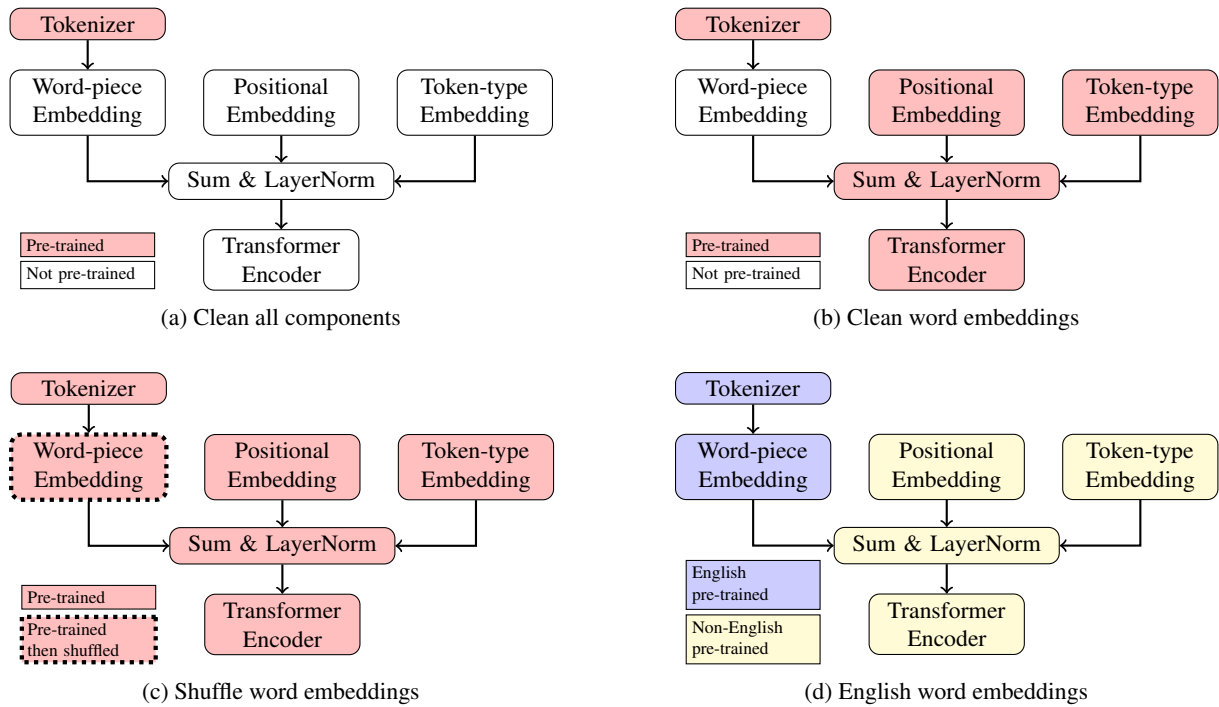 Tokenizer
Word-piece
Embedding
Positional
Embedding
Token-type
Embedding
Sum & LayerNorm
Transformer
Encoder
Pre-trained
Not pre-trained
(a) Clean all components
Tokenizer
Word-piece
Embedding
Positional
Embedding
Token-type
Embedding
Sum & LayerNorm
Transformer
Encoder
Pre-trained
Not pre-trained
(b) Clean word embeddings
Tokenizer
Word-piece
Embedding
Positional
Embedding
Token-type
Embedding
Sum & LayerNorm
Transformer
Encoder
Pre-trained
Pre-trained
then shuffled
(c) Shuffle word embeddings
Tokenizer
Word-piece
Embedding
Positional
Embedding
Token-type
Embedding
Sum & LayerNorm
Transformer
Encoder
English
pre-trained
Non-English
pre-trained
(d) English word embeddings